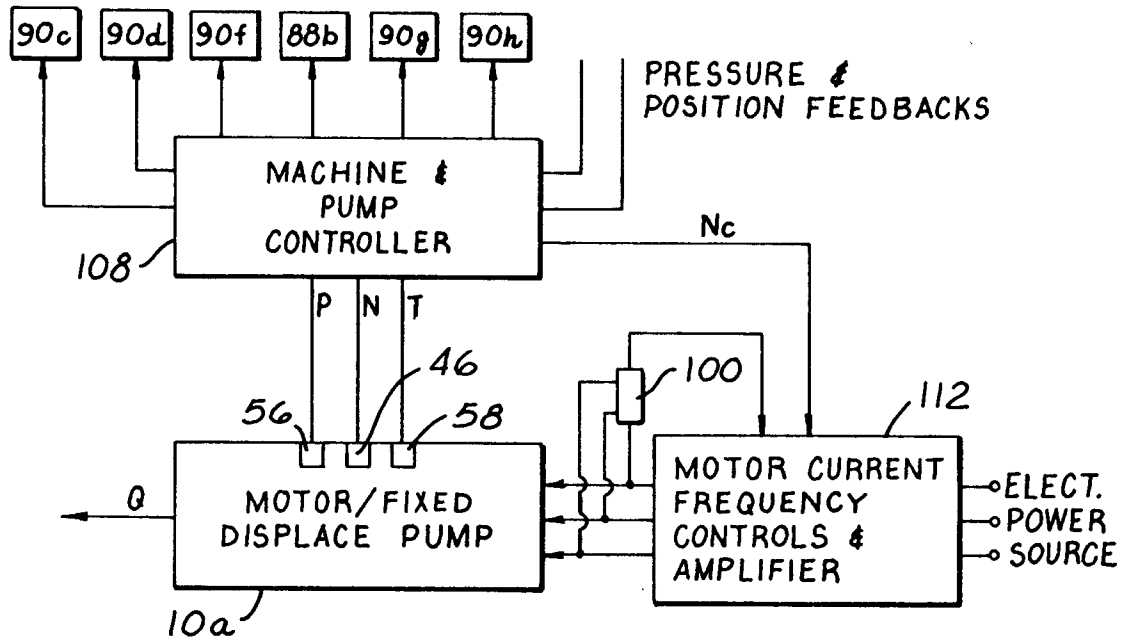 90c 90d 90f 88b 90g 90h
PRESSURE &
POSITION FEEDBACKS
MACHINE &
PUMP
CONTROLLER
108
Nc
P N T
100
46
56
58
112
MOTOR CURRENT
FREQUENCY
CONTROLS &
AMPLIFIER
ELECT.
POWER
SOURCE
Q
MOTOR/FIXED
DISPLACE PUMP
10a